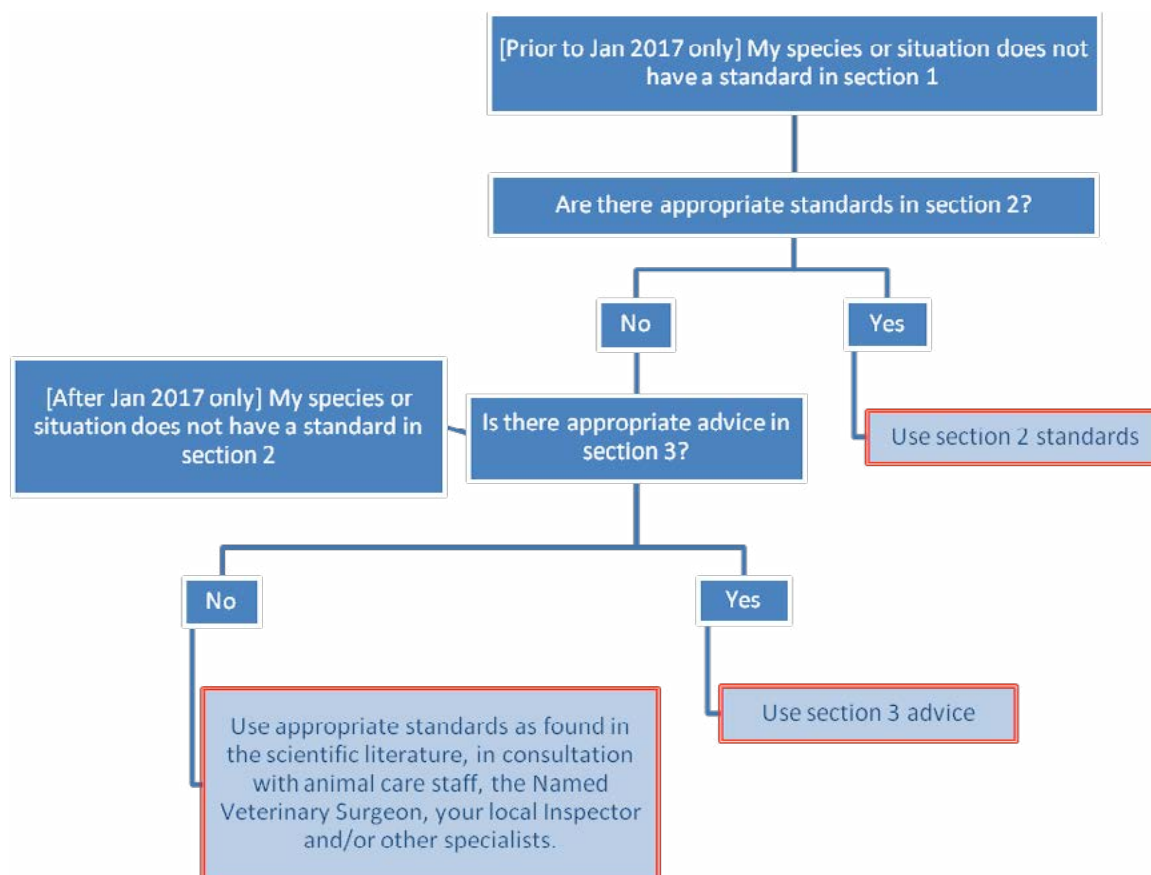 [Prior to Jan 2017 only] My species or situation does not
have a standard in section 1
Are there appropriate standards in section 2?
No
Yes
[After Jan 2017 only] My species or
situation does not have a standard in
section 2
Is there appropriate advice in
section 3?
Use section 2 standards
No
Yes
Use appropriate standards as found in
the scientific literature, in consultation
with animal care staff, the Named
Veterinary Surgeon, your local Inspector
and/or other specialists.
Use section 3 advice